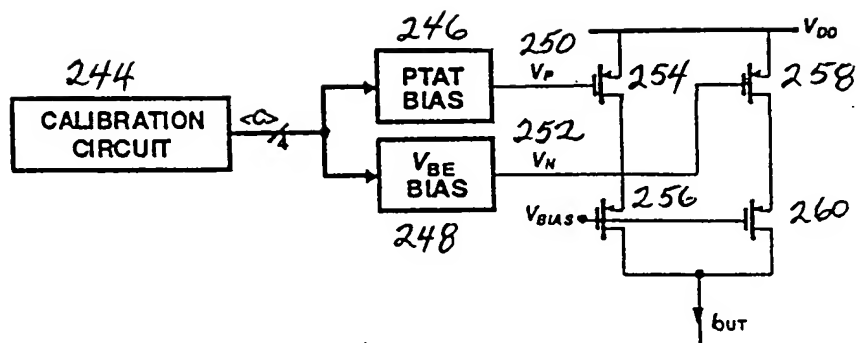 246
250
V_DD
244
PTAT BIAS
V_P
254
258
CALIBRATION CIRCUIT
4
252
V_BE BIAS
V_N
256
260
V_BIAS
248
I_OUT